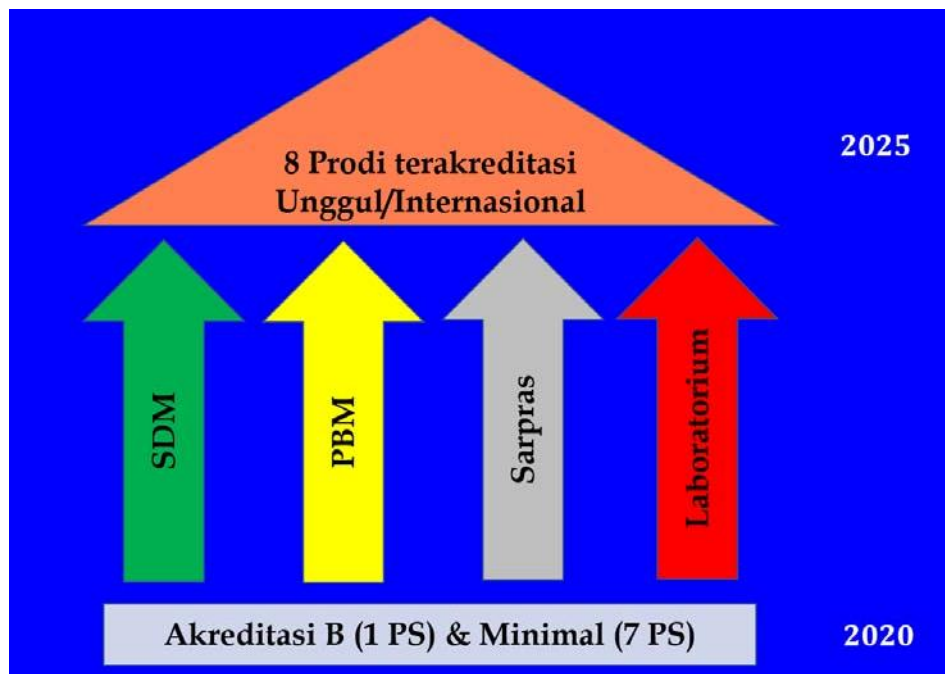 8 Prodi terakreditasi
Unggul/Internasional
2025
SDM
PBM
Sarpras
Laboratorium
Akreditasi B (1 PS) & Minimal (7 PS)
2020